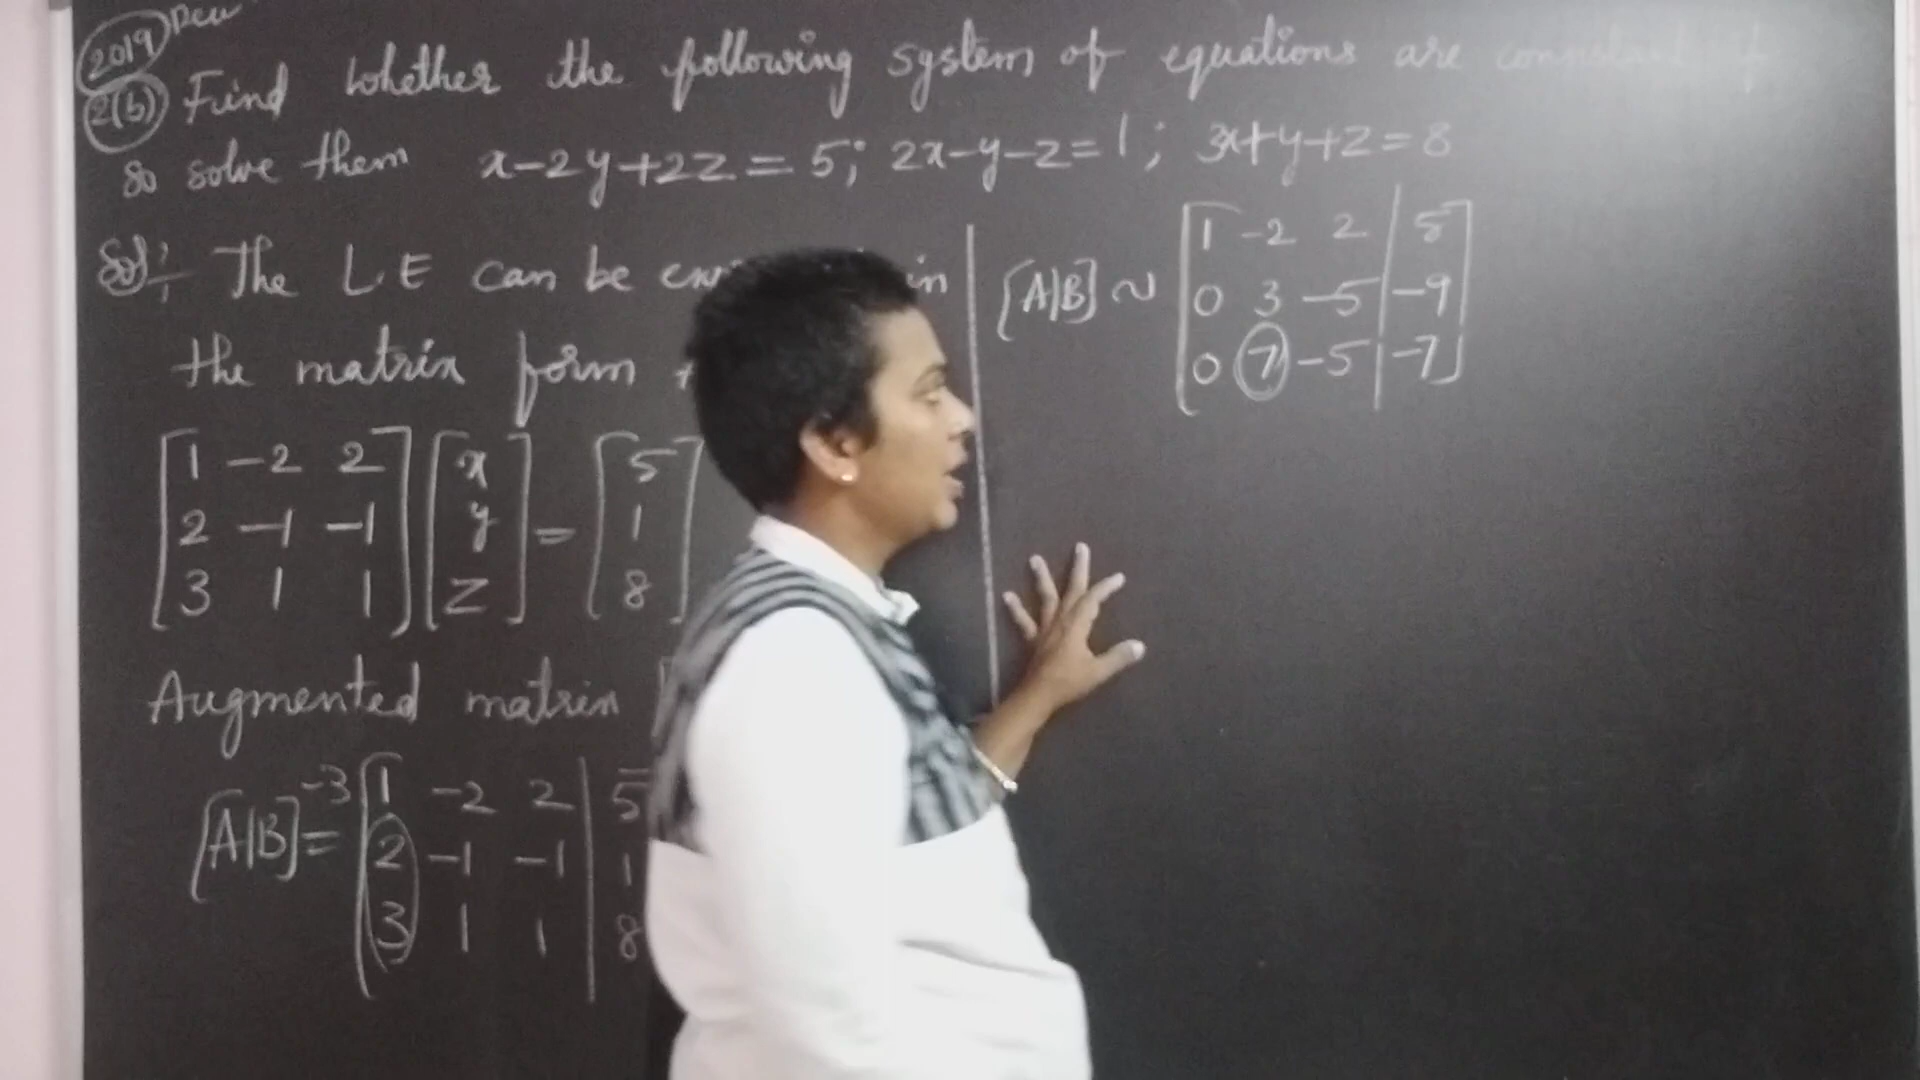 2019 Dec
2(b) Find whether the following system of equations are consistent if
so solve them x-2y+2z=5; 2x-y-z=1; 3x+y+z=8
Sol:- The L.E can be in
the matrix form
[1 -2 2] [x] = [5]
[2 -1 -1] [y] [1]
[3 1 1] [z] [8]
Augmented matrix
[A|B] = -3 [1 -2 2 | 5
2 -1 -1 | 1
3 1 1 | 8
[A|B] ~ [1 -2 2 | 5]
[0 3 -5 | -9]
[0 7 -5 | -7]